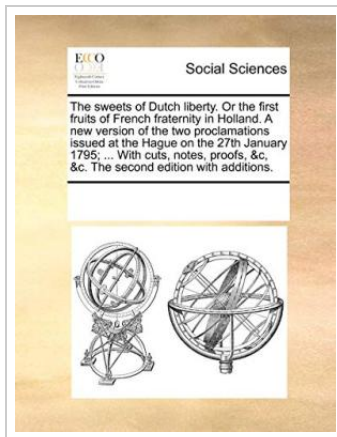 ECCO
Social Sciences
The sweets of Dutch liberty. Or the first
fruits of French fraternity in Holland. A
new version of the two proclamations
issued at the Hague on the 27th January
1795; ... With cuts, notes, proofs, &c,
&c. The second edition with additions.